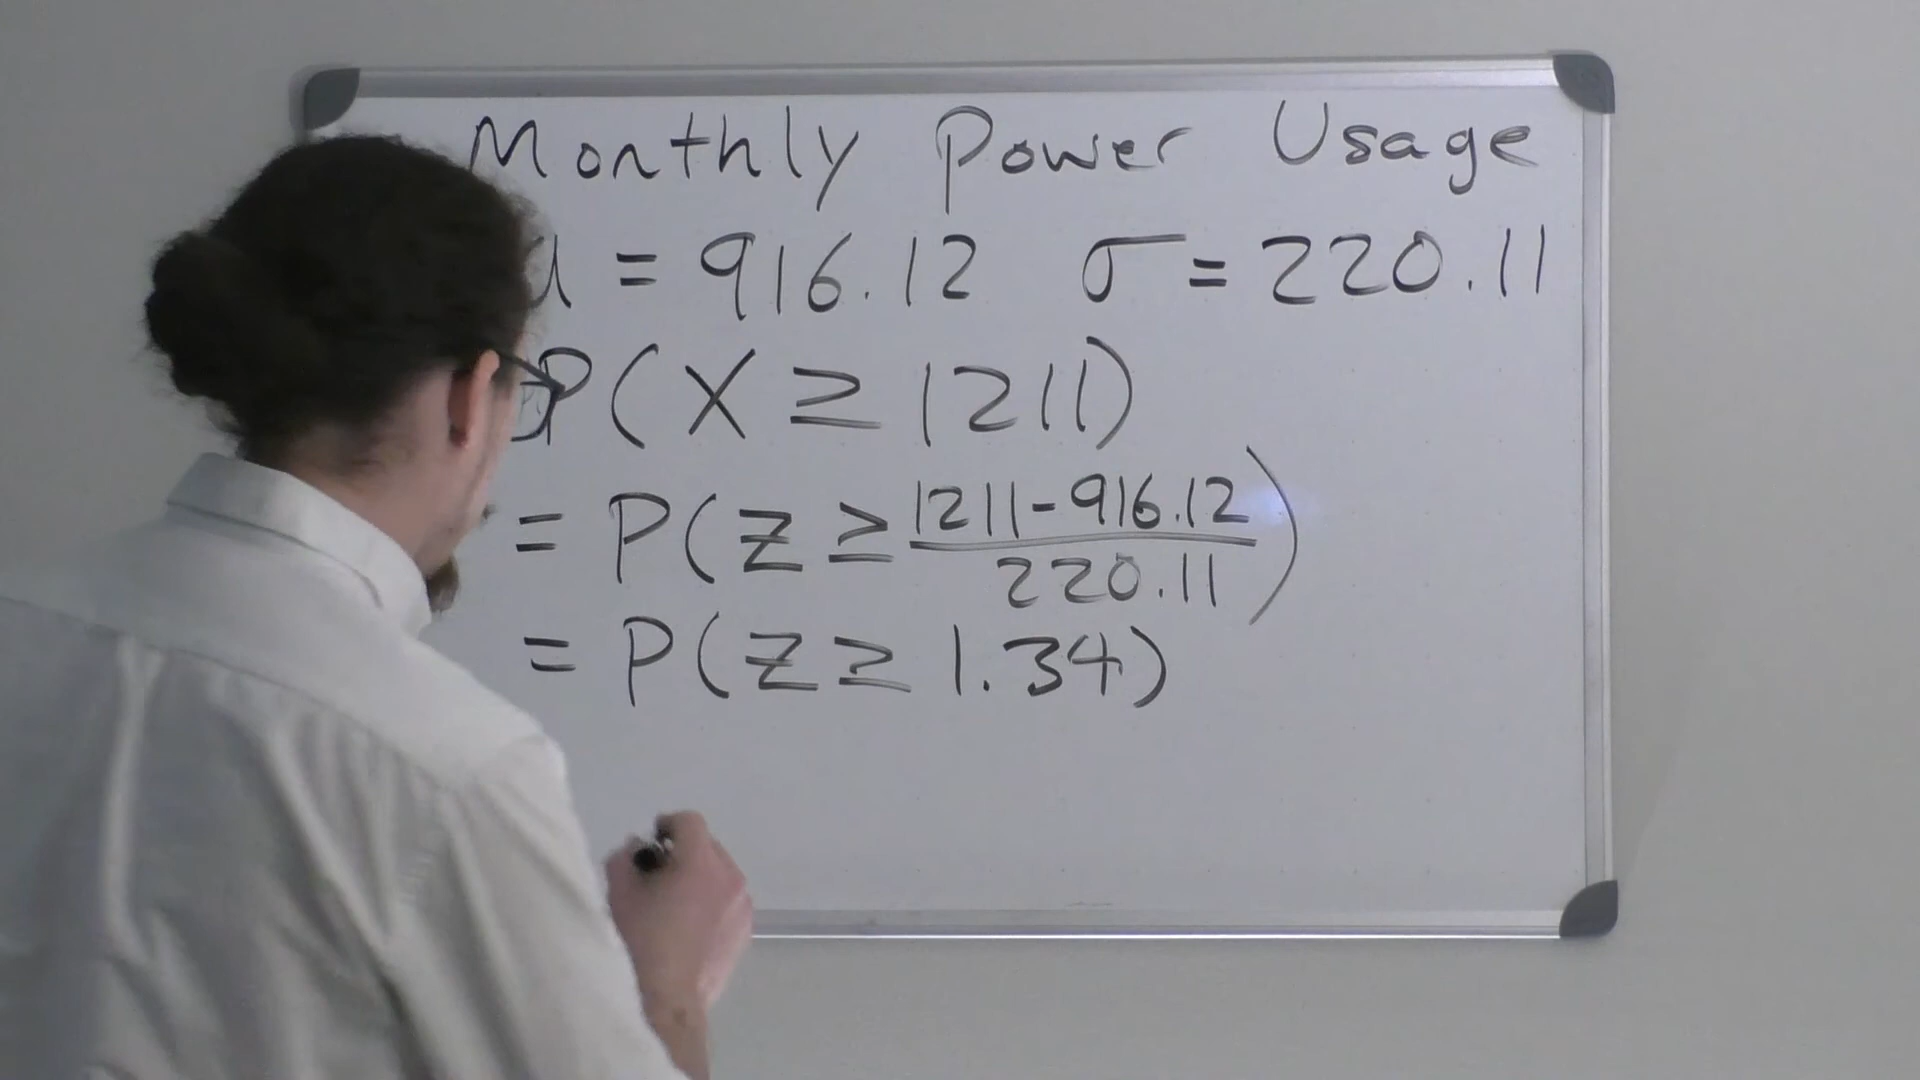 Monthly Power Usage
μ = 916.12 σ = 220.11
P(X ≥ 1211)
= P(Z ≥ (1211-916.12)/220.11)
= P(Z ≥ 1.34)